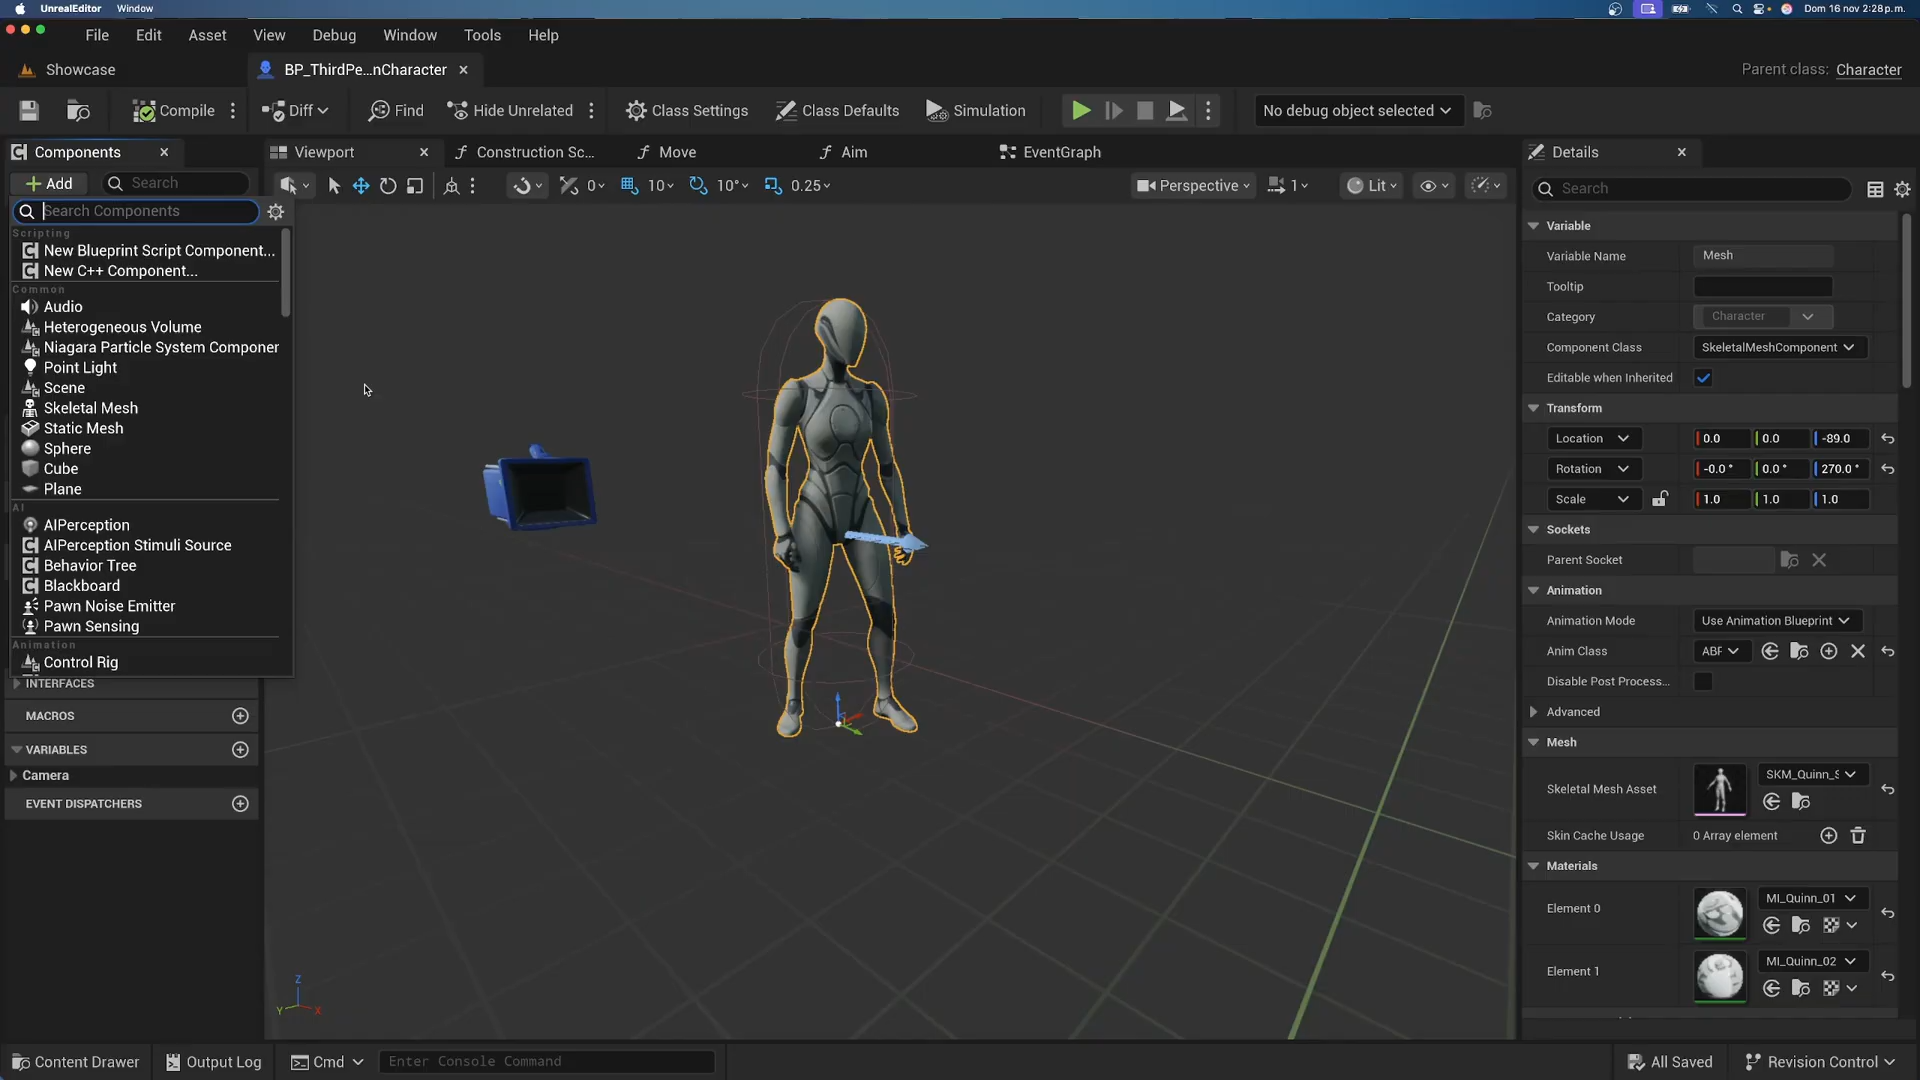 UnrealEditor Window Dom 16 nov 2:28 p.m.
File Edit Asset View Debug Window Tools Help
Showcase BP_ThirdPe...nCharacter Parent class: Character
Compile Diff Find Hide Unrelated Class Settings Class Defaults Simulation No debug object selected
Components Viewport Construction Sc... Move Aim EventGraph Details
Add Search 0 10 10° 0.25 Perspective 1 Lit Search
Search Components
Scripting
New Blueprint Script Component...
New C++ Component...
Common
Audio
Heterogeneous Volume
Niagara Particle System Componen
Point Light
Scene
Skeletal Mesh
Static Mesh
Sphere
Cube
Plane
AI
AIPerception
AIPerception Stimuli Source
Behavior Tree
Blackboard
Pawn Noise Emitter
Pawn Sensing
Animation
Control Rig
INTERFACES
MACROS
VARIABLES
Camera
EVENT DISPATCHERS
Z
Y X
Variable
Variable Name Mesh
Tooltip
Category Character
Component Class SkeletalMeshComponent
Editable when Inherited
Transform
Location 0.0 0.0 -89.0
Rotation -0.0° 0.0° 270.0°
Scale 1.0 1.0 1.0
Sockets
Parent Socket
Animation
Animation Mode Use Animation Blueprint
Anim Class ABF
Disable Post Process...
Advanced
Mesh
Skeletal Mesh Asset SKM_Quinn_S
Skin Cache Usage 0 Array element
Materials
Element 0 MI_Quinn_01
Element 1 MI_Quinn_02
Content Drawer Output Log Cmd Enter Console Command All Saved Revision Control